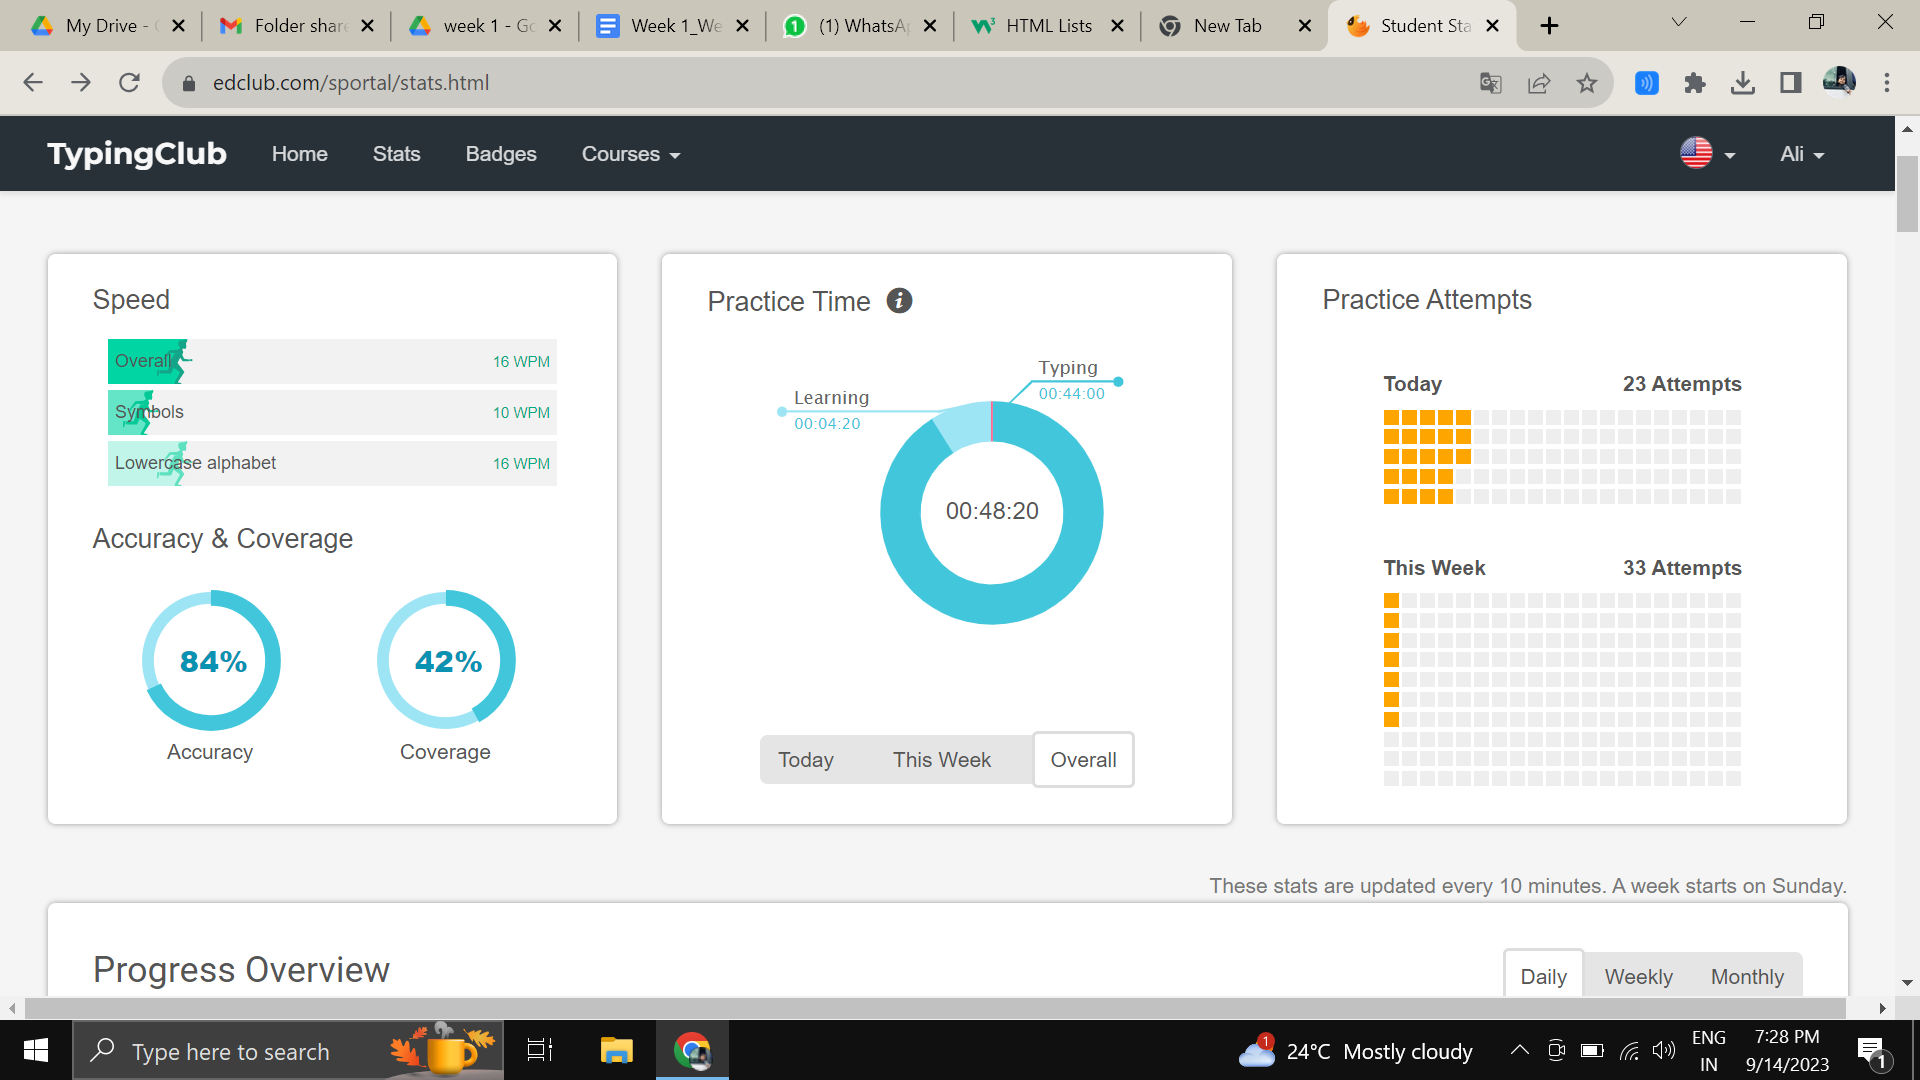 My Drive -
Folder share
week 1 - Go
Week 1_We
(1) WhatsAp
HTML Lists
New Tab
Student Sta
edclub.com/sportal/stats.html
TypingClub Home Stats Badges Courses Ali
Speed
Overall 16 WPM
Symbols 10 WPM
Lowercase alphabet 16 WPM
Accuracy & Coverage
84% 42%
Accuracy Coverage
Practice Time
Typing
00:44:00
Learning
00:04:20
00:48:20
Today This Week Overall
Practice Attempts
Today 23 Attempts
This Week 33 Attempts
These stats are updated every 10 minutes. A week starts on Sunday.
Progress Overview
Daily Weekly Monthly
Type here to search
1
24°C Mostly cloudy
ENG
IN
7:28 PM
9/14/2023
1